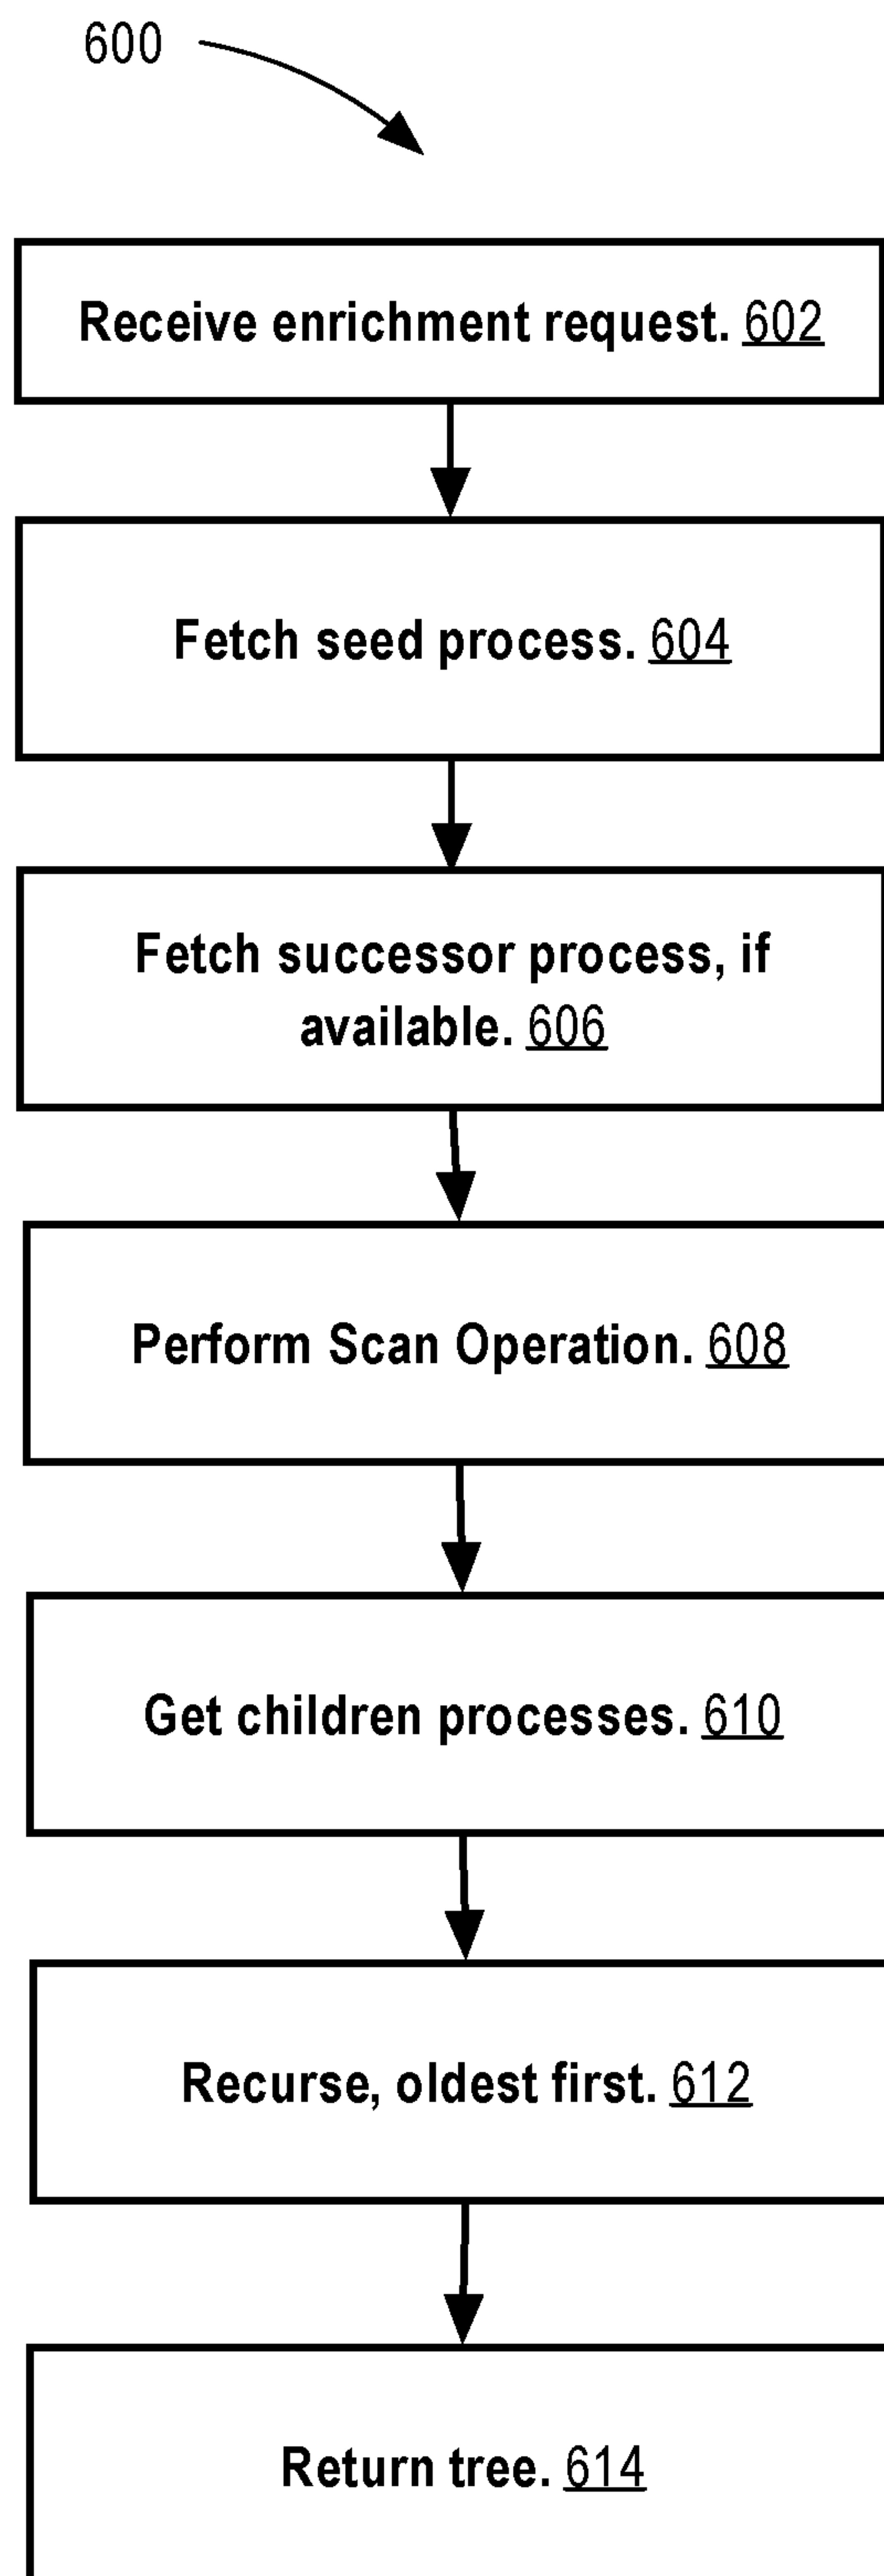 600
Receive enrichment request. 602
Fetch seed process. 604
Fetch successor process, if
available. 606
Perform Scan Operation. 608
Get children processes. 610
Recurse, oldest first. 612
Return tree. 614